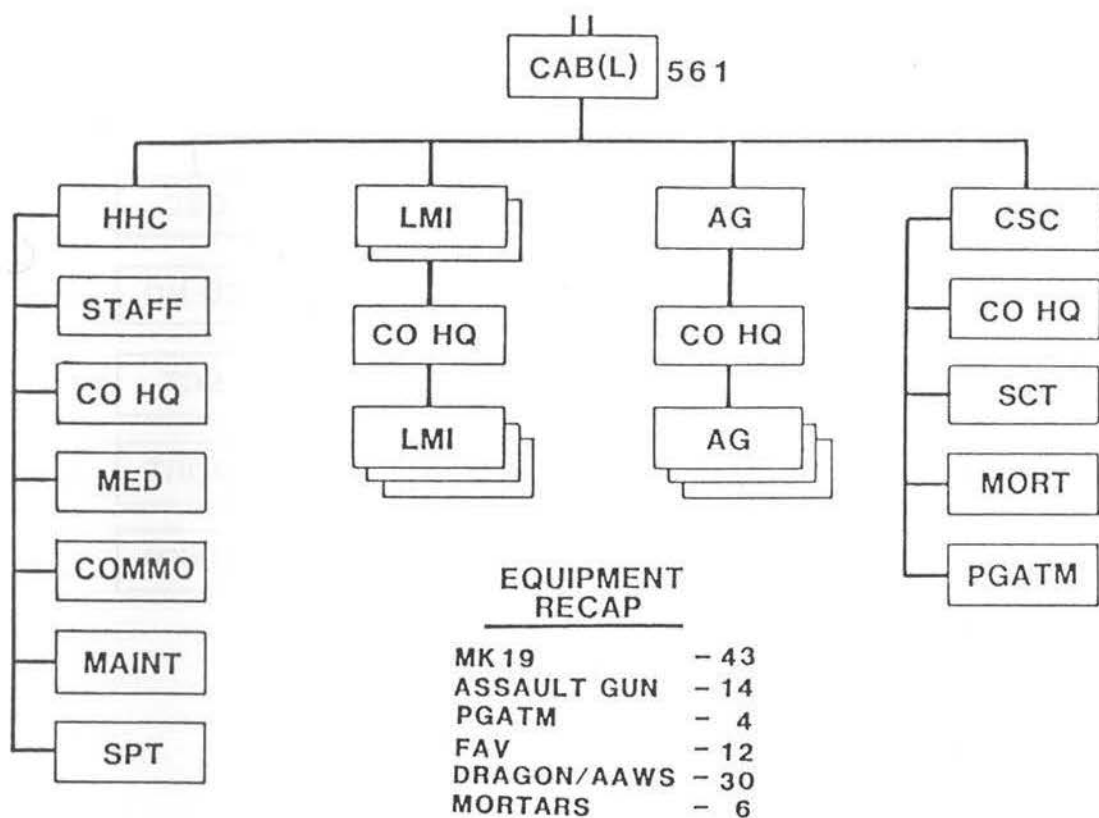 CAB(L) 561
HHC
STAFF
CO HQ
MED
COMMO
MAINT
SPT
LMI
CO HQ
LMI
AG
CO HQ
AG
CSC
CO HQ
SCT
MORT
PGATM
EQUIPMENT
RECAP
MK19 - 43
ASSAULT GUN - 14
PGATM - 4
FAV - 12
DRAGON/AAWS - 30
MORTARS - 6